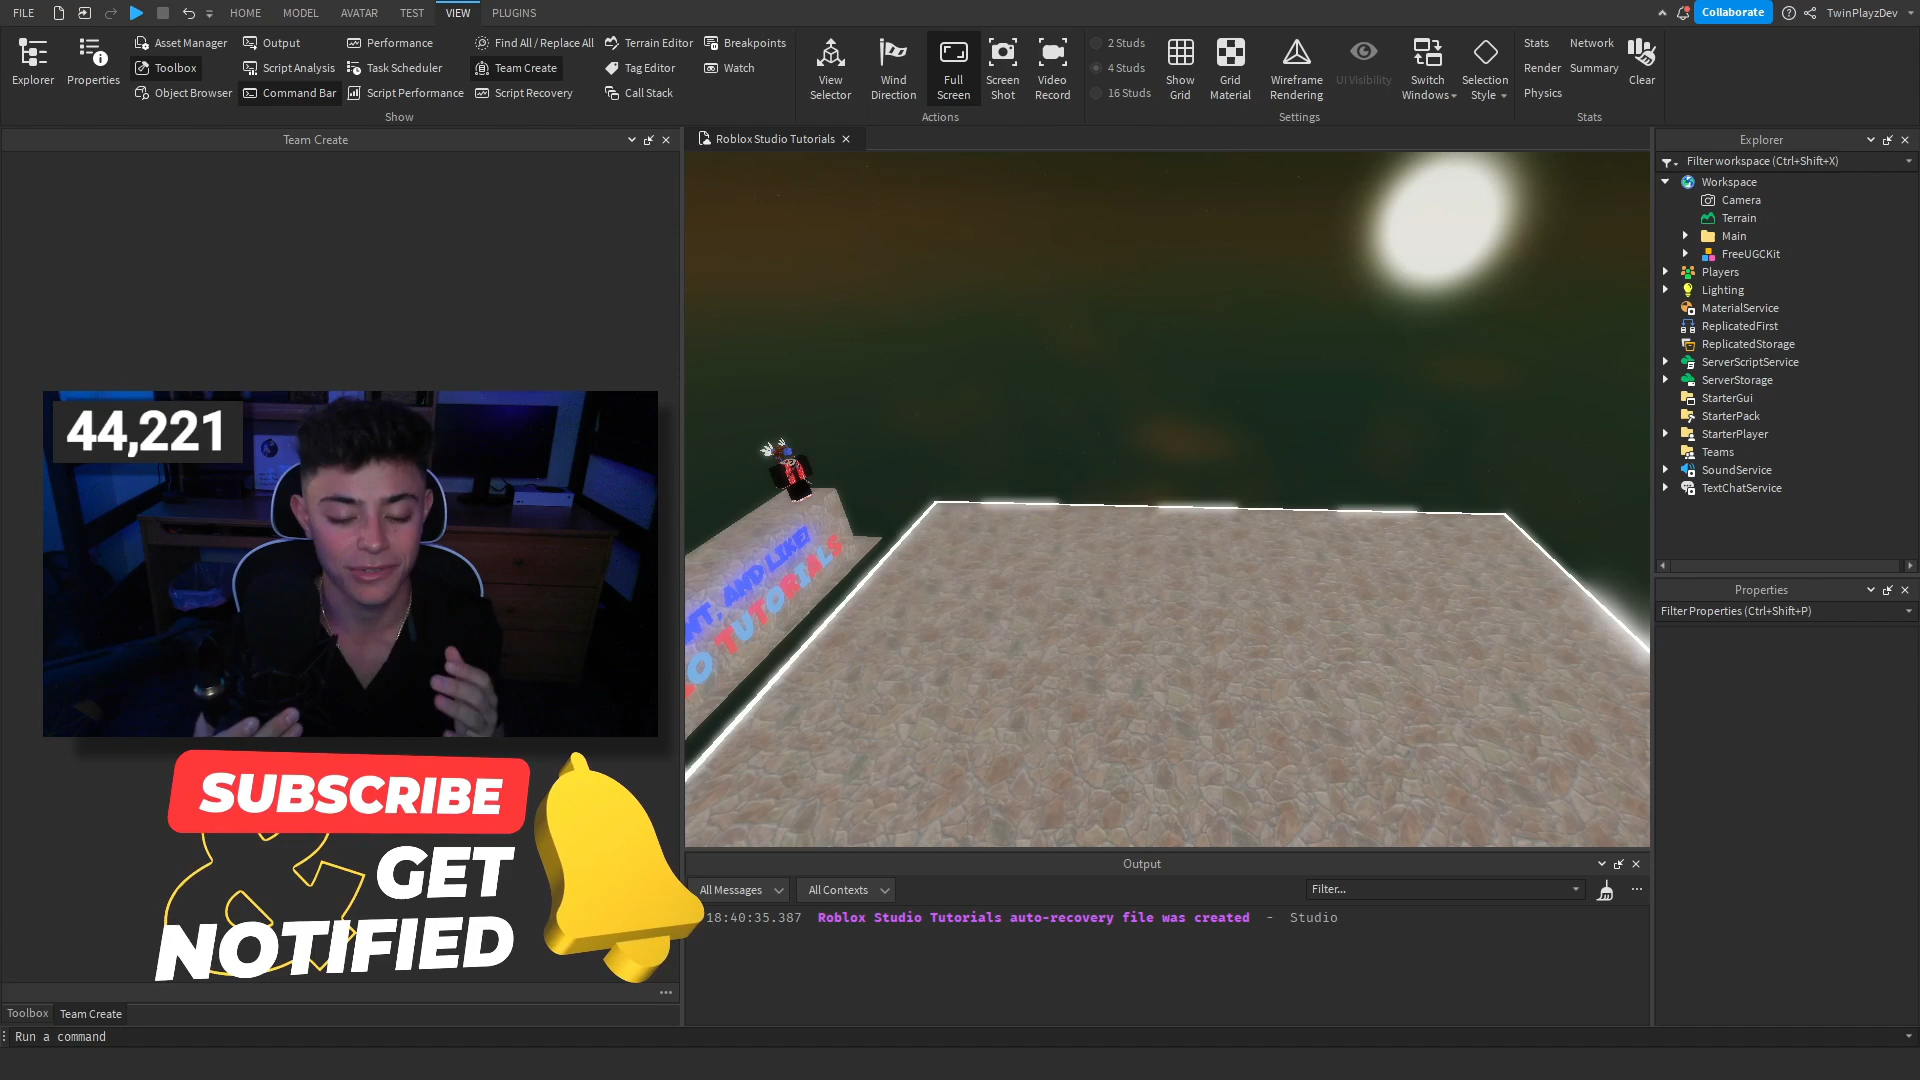 FILE HOME MODEL AVATAR TEST VIEW PLUGINS Collaborate TwinPlayzDev
Explorer
Properties
Asset Manager
Toolbox
Object Browser
Output
Script Analysis
Command Bar
Performance
Task Scheduler
Script Performance
Find All / Replace All
Team Create
Script Recovery
Terrain Editor
Tag Editor
Call Stack
Breakpoints
Watch
Show
View
Selector
Wind
Direction
Full
Screen
Screen
Shot
Video
Record
Actions
2 Studs
4 Studs
16 Studs
Show
Grid
Grid
Material
Wireframe
Rendering
UI Visibility
Switch
Windows
Selection
Style
Settings
Stats
Render
Physics
Network
Summary
Clear
Stats
Team Create
44,221
SUBSCRIBE
&
GET
NOTIFIED
Toolbox Team Create
Run a command
Roblox Studio Tutorials
NT, AND LIKE!
O TUTORIALS
Output
All Messages All Contexts Filter...
18:40:35.387 Roblox Studio Tutorials auto-recovery file was created - Studio
Explorer
Filter workspace (Ctrl+Shift+X)
Workspace
Camera
Terrain
Main
FreeUGCKit
Players
Lighting
MaterialService
ReplicatedFirst
ReplicatedStorage
ServerScriptService
ServerStorage
StarterGui
StarterPack
StarterPlayer
Teams
SoundService
TextChatService
Properties
Filter Properties (Ctrl+Shift+P)